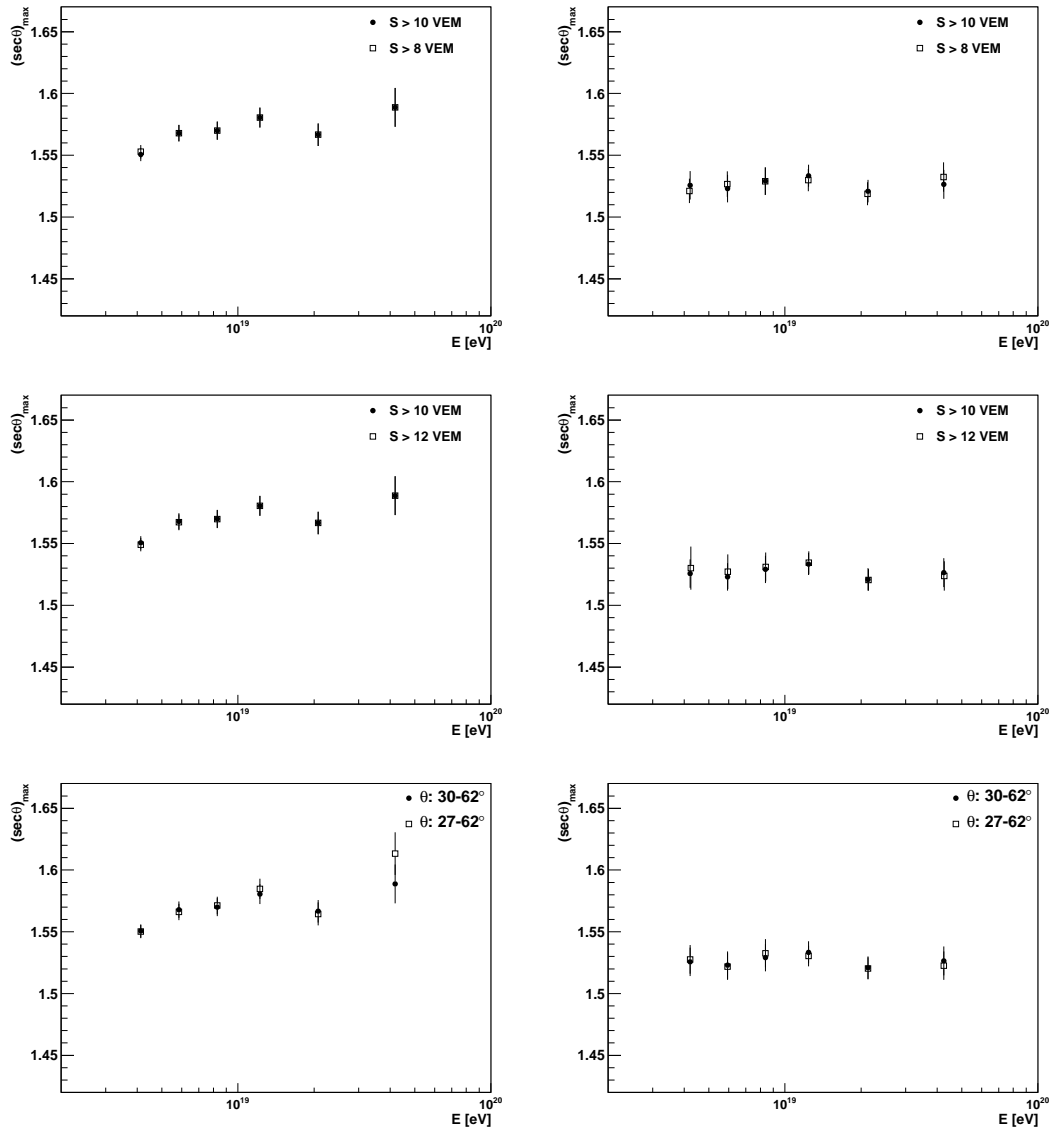 (secθ)max
1.65
1.6
1.55
1.5
1.45
S > 10 VEM
S > 8 VEM
10^19
10^20
E [eV]
(secθ)max
1.65
1.6
1.55
1.5
1.45
S > 10 VEM
S > 8 VEM
10^19
10^20
E [eV]
(secθ)max
1.65
1.6
1.55
1.5
1.45
S > 10 VEM
S > 12 VEM
10^19
10^20
E [eV]
(secθ)max
1.65
1.6
1.55
1.5
1.45
S > 10 VEM
S > 12 VEM
10^19
10^20
E [eV]
(secθ)max
1.65
1.6
1.55
1.5
1.45
θ: 30-62°
θ: 27-62°
10^19
10^20
E [eV]
(secθ)max
1.65
1.6
1.55
1.5
1.45
θ: 30-62°
θ: 27-62°
10^19
10^20
E [eV]